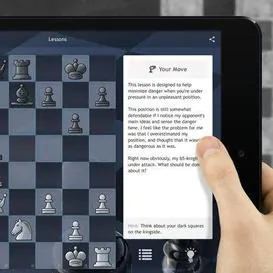 Lessons
Your Move
This lesson is designed to help
minimize danger when you're under
pressure in an unpleasant position.
This position is still somewhat
defendable if I notice my opponent's
main ideas and sense the danger
here. I feel like the problem for me
was that I overestimated my
position, and thought that it wasn't
as dangerous as it was.
Right now obviously, my b5-knight
under attack. What should be done
about it?
Hint: Think about your dark squares
on the kingside.